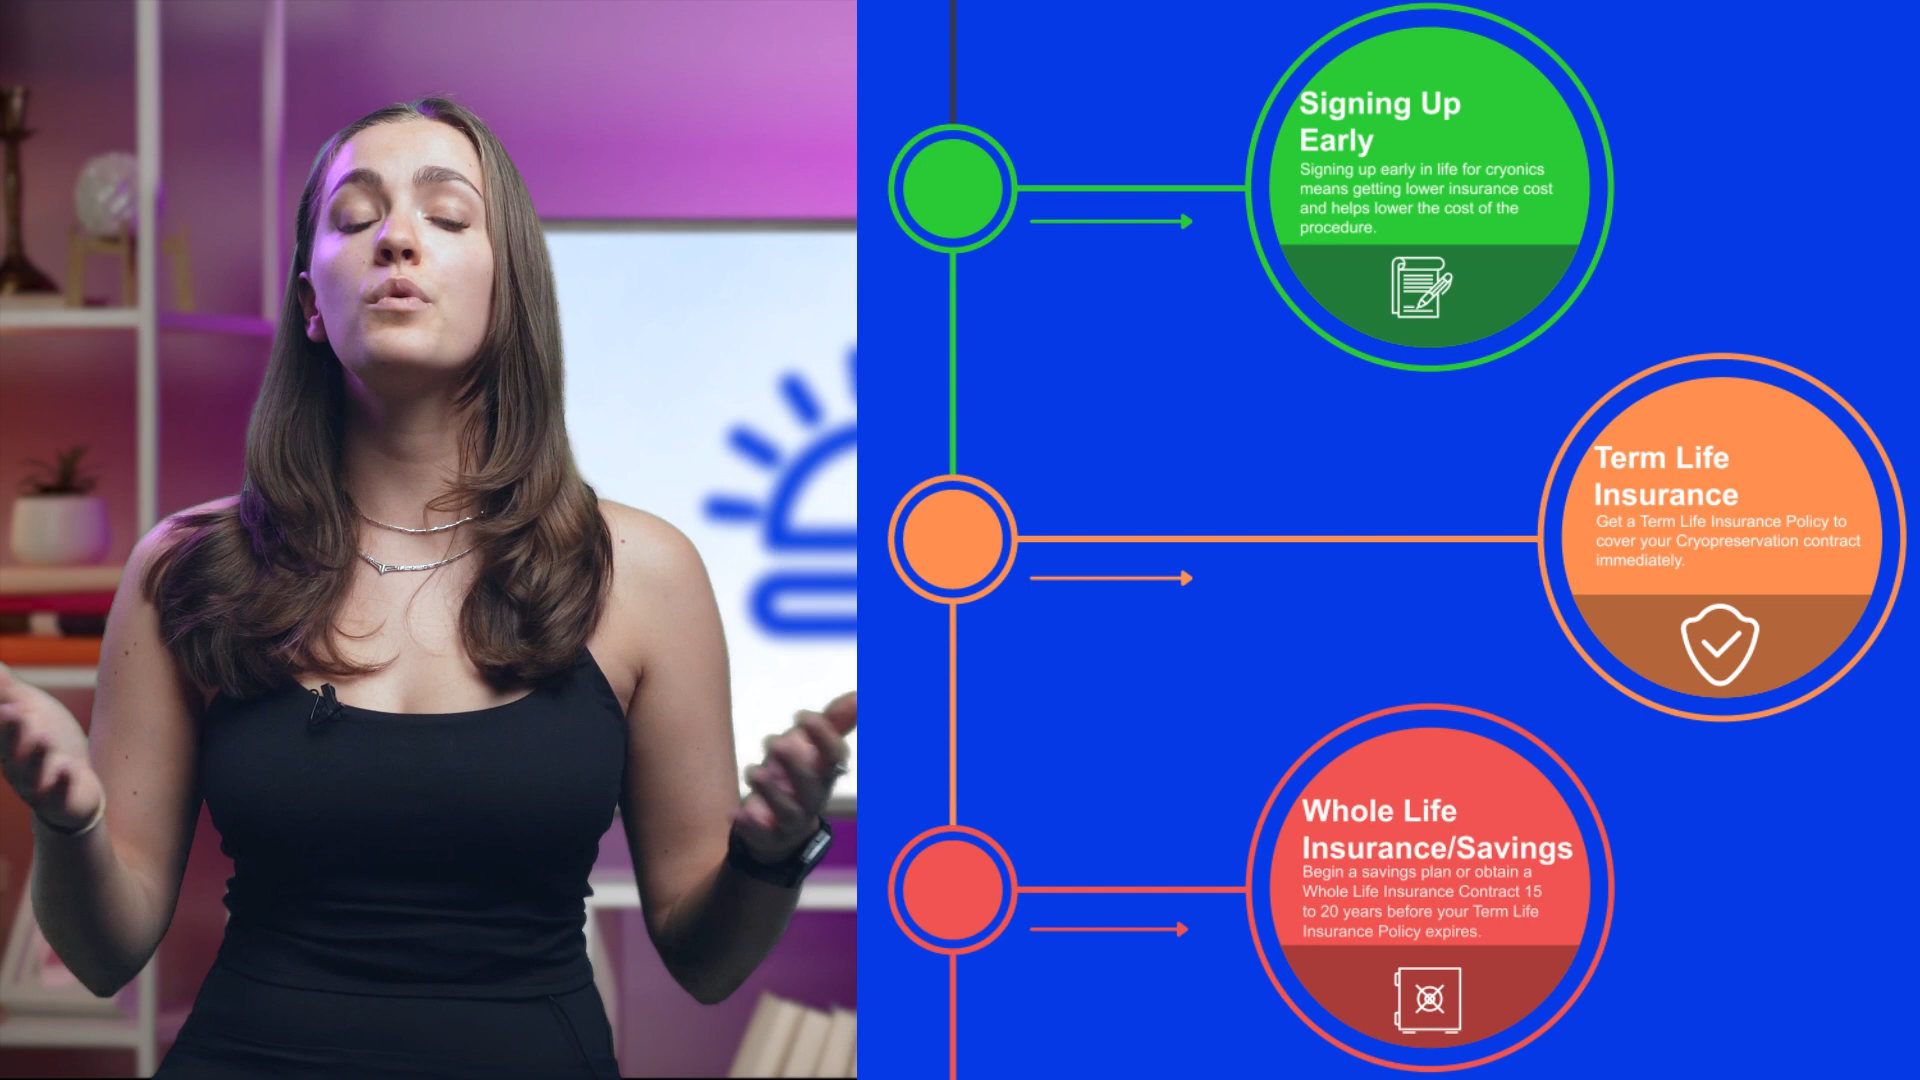 Signing Up
Early
Signing up early in life for cryonics
means getting lower insurance cost
and helps lower the cost of the
procedure.
Term Life
Insurance
Get a Term Life Insurance Policy to
cover your Cryopreservation contract
immediately.
Whole Life
Insurance/Savings
Begin a savings plan or obtain a
Whole Life Insurance Contract 15
to 20 years before your Term Life
Insurance Policy expires.